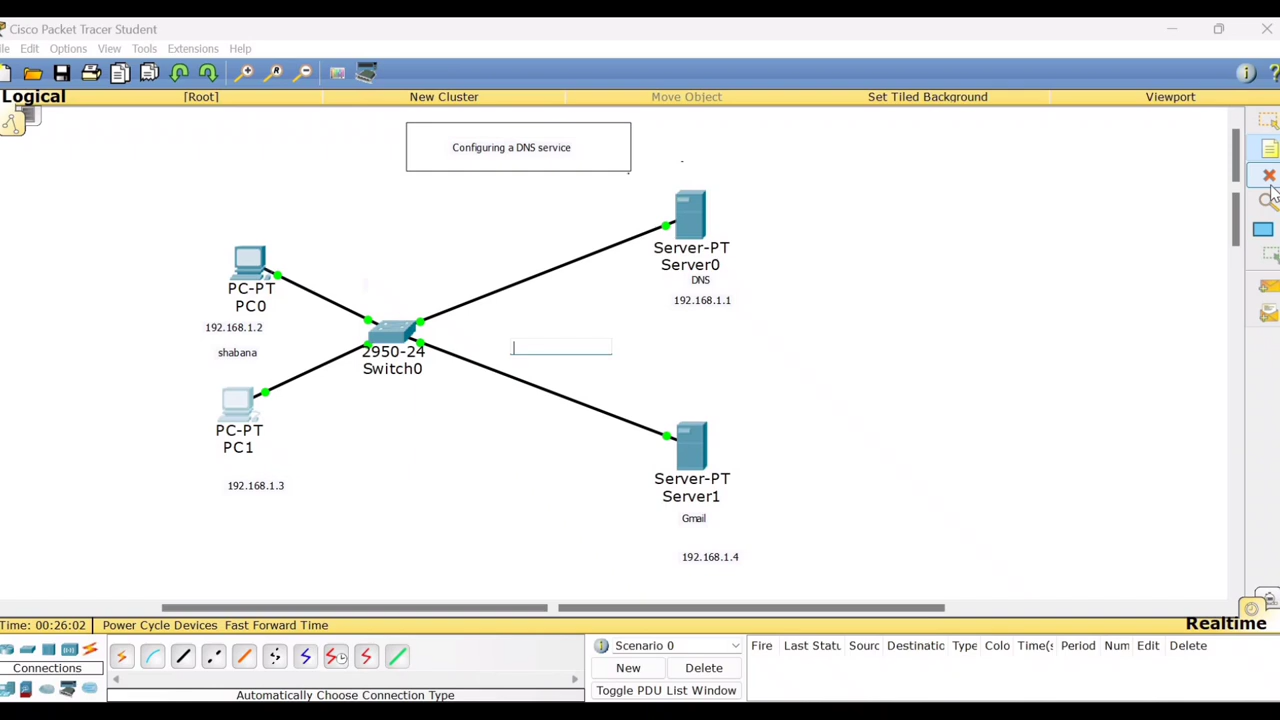 Cisco Packet Tracer Student
Edit Options View Tools Extensions Help
Logical [Root] New Cluster Move Object Set Tiled Background Viewport
Configuring a DNS service
Server-PT
Server0
DNS
192.168.1.1
PC-PT
PC0
192.168.1.2
shabana
2950-24
Switch0
PC-PT
PC1
192.168.1.3
Server-PT
Server1
Gmail
192.168.1.4
Realtime
Time: 00:26:02 Power Cycle Devices Fast Forward Time
Scenario 0
Fire Last Statu Sourc Destinatic Type Colo Time(s Period Num Edit Delete
Connections
New Delete
Toggle PDU List Window
Automatically Choose Connection Type